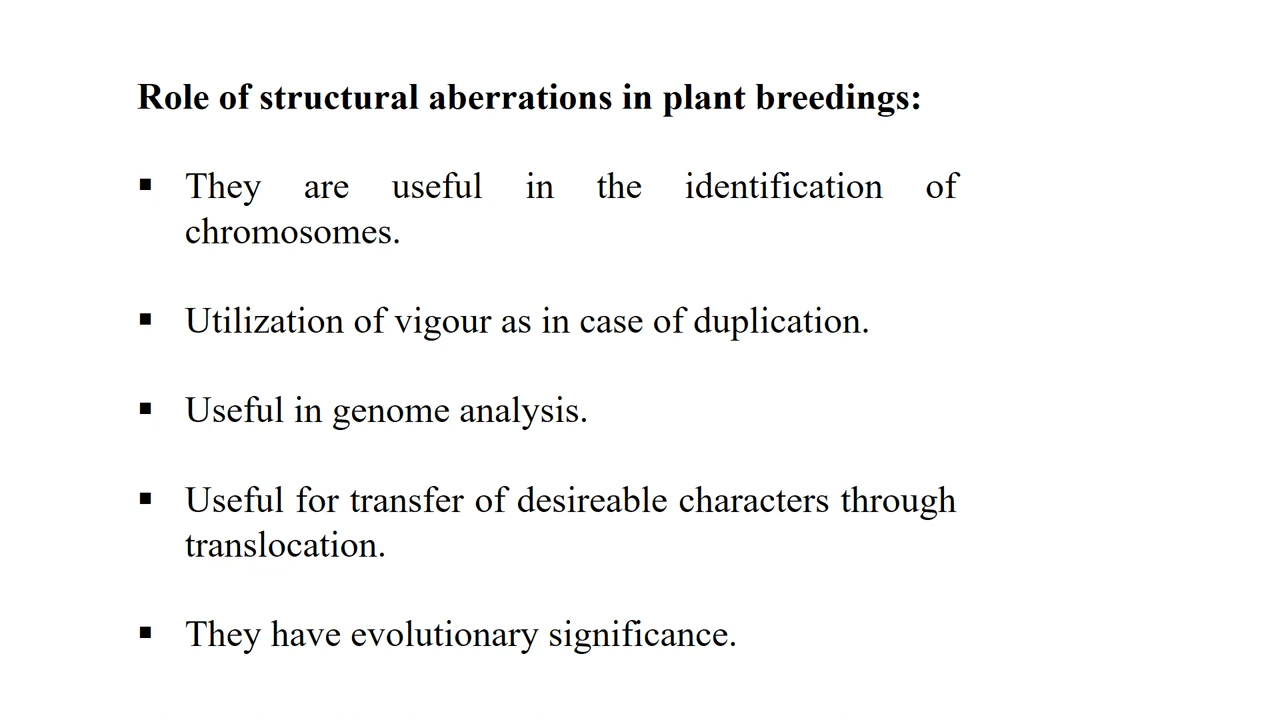 Role of structural aberrations in plant breedings:
▪ They are useful in the identification of
chromosomes.
▪ Utilization of vigour as in case of duplication.
▪ Useful in genome analysis.
▪ Useful for transfer of desireable characters through
translocation.
▪ They have evolutionary significance.